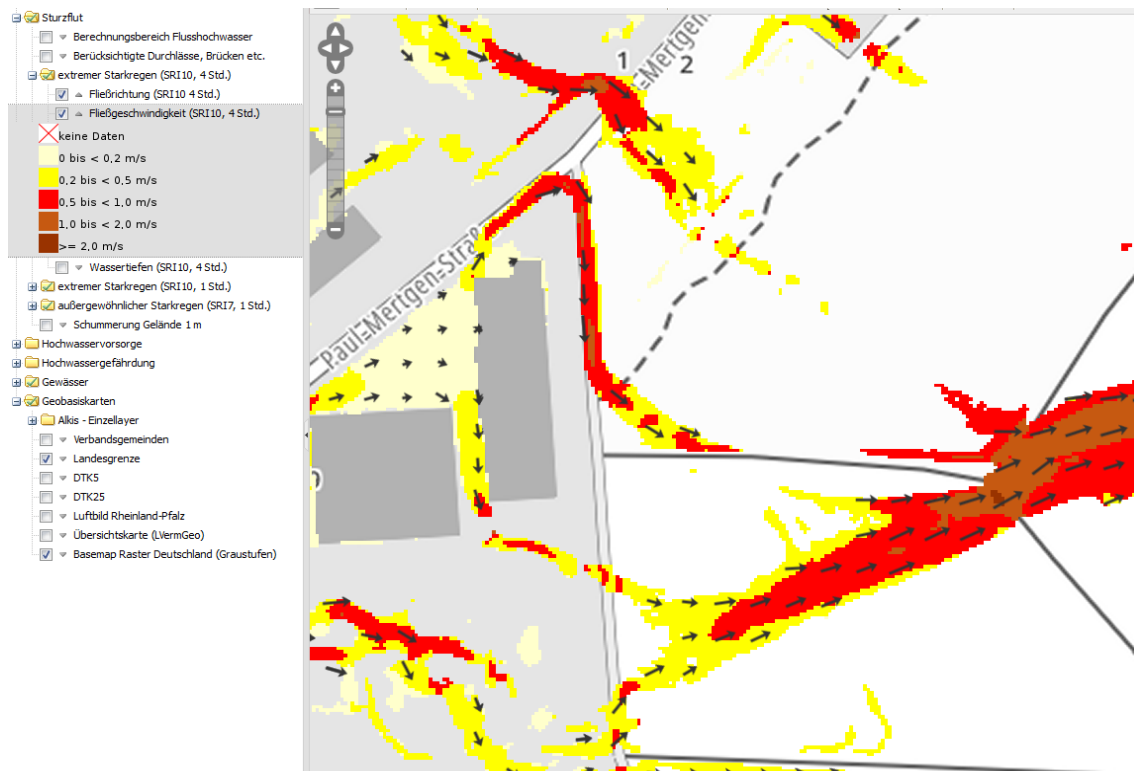 Sturzflut
Berechnungsbereich Flusshochwasser
Berücksichtigte Durchlässe, Brücken etc.
extremer Starkregen (SRI10, 4 Std.)
Fließrichtung (SRI10 4 Std.)
Fließgeschwindigkeit (SRI10, 4 Std.)
keine Daten
0 bis < 0,2 m/s
0,2 bis < 0,5 m/s
0,5 bis < 1,0 m/s
1,0 bis < 2,0 m/s
>= 2,0 m/s
Wassertiefen (SRI10, 4 Std.)
extremer Starkregen (SRI10, 1 Std.)
außergewöhnlicher Starkregen (SRI7, 1 Std.)
Schummerung Gelände 1 m
Hochwasservorsorge
Hochwassergefährdung
Gewässer
Geobasiskarten
Alkis - Einzellayer
Verbandsgemeinden
Landesgrenze
DTK5
DTK25
Luftbild Rheinland-Pfalz
Übersichtskarte (LVermGeo)
Basemap Raster Deutschland (Graustufen)
1
2
-Mertgen-
Paul-Mertgen-Straß